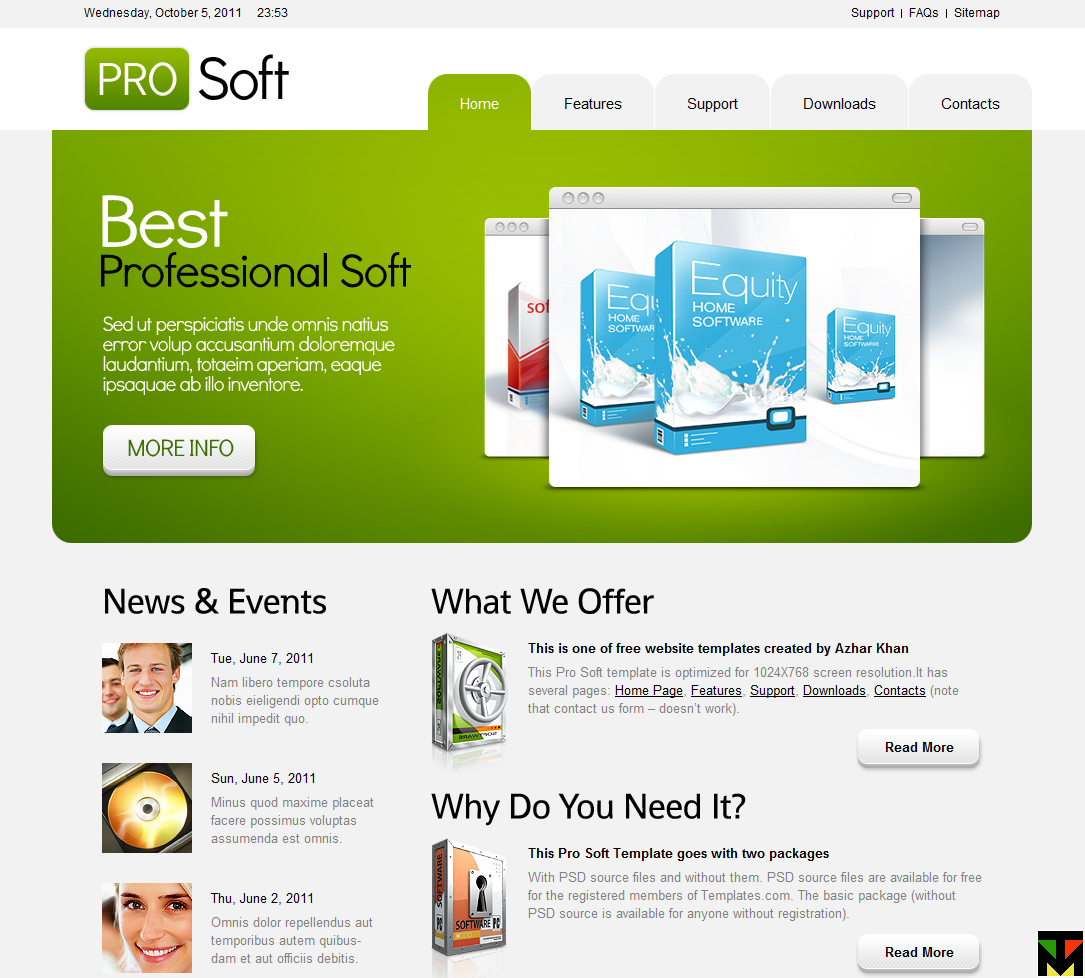 Wednesday, October 5, 2011 23:53
Support | FAQs | Sitemap
PRO Soft
Home Features Support Downloads Contacts
Best
Professional Soft
Sed ut perspiciatis unde omnis natius
error volup accusantium doloremque
laudantium, totaeim aperiam, eaque
ipsaquae ab illo inventore.
MORE INFO
sof
Equ
HOME
SOFTWAR
Equity
HOME
SOFTWARE
Equity
HOME
SOFTWARE
News & Events
Tue, June 7, 2011
Nam libero tempore csoluta
nobis eieligendi opto cumque
nihil impedit quo.
Sun, June 5, 2011
Minus quod maxime placeat
facere possimus voluptas
assumenda est omnis.
Thu, June 2, 2011
Omnis dolor repellendus aut
temporibus autem quibus-
dam et aut officiis debitis.
What We Offer
SOFTWARE
SOFTWARE
This is one of free website templates created by Azhar Khan
This Pro Soft template is optimized for 1024X768 screen resolution.It has
several pages: Home Page, Features, Support, Downloads, Contacts (note
that contact us form – doesn't work).
Read More
Why Do You Need It?
SOFTWARE
PC
SOFTWARE PC
This Pro Soft Template goes with two packages
With PSD source files and without them. PSD source files are available for free
for the registered members of Templates.com. The basic package (without
PSD source is available for anyone without registration).
Read More